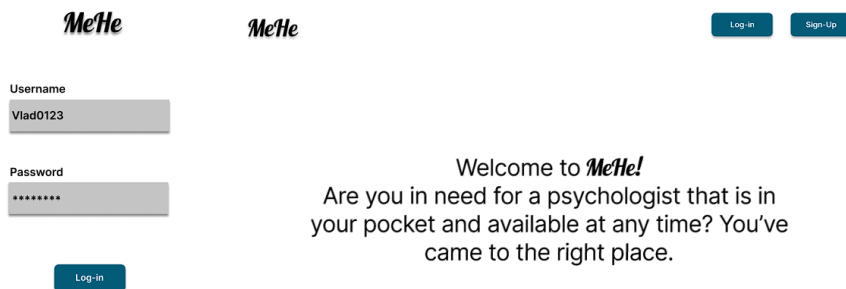 MeHe
Username
Vlad0123
Password
********
Log-in
MeHe
Log-in
Sign-Up
Welcome to MeHe!
Are you in need for a psychologist that is in
your pocket and available at any time? You’ve
came to the right place.